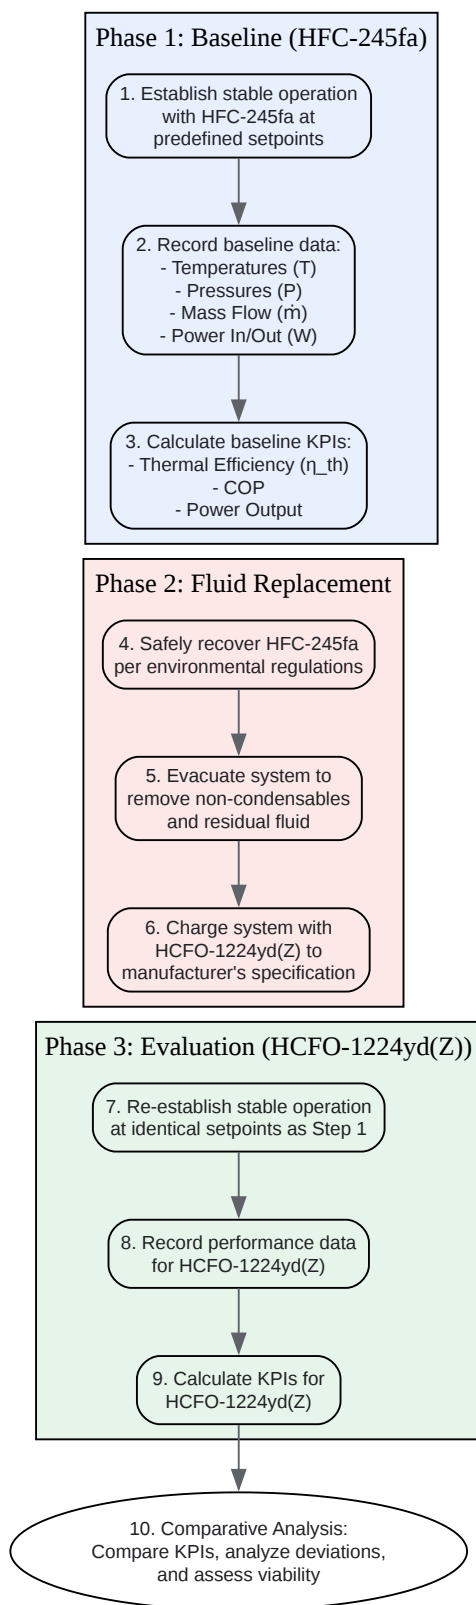 Phase 1: Baseline (HFC-245fa)
1. Establish stable operation
with HFC-245fa at
predefined setpoints
2. Record baseline data:
- Temperatures (T)
- Pressures (P)
- Mass Flow (ṁ)
- Power In/Out (W)
3. Calculate baseline KPIs:
- Thermal Efficiency (η_th)
- COP
- Power Output
Phase 2: Fluid Replacement
4. Safely recover HFC-245fa
per environmental regulations
5. Evacuate system to
remove non-condensables
and residual fluid
6. Charge system with
HCFO-1224yd(Z) to
manufacturer's specification
Phase 3: Evaluation (HCFO-1224yd(Z))
7. Re-establish stable operation
at identical setpoints as Step 1
8. Record performance data
for HCFO-1224yd(Z)
9. Calculate KPIs for
HCFO-1224yd(Z)
10. Comparative Analysis:
Compare KPIs, analyze deviations,
and assess viability